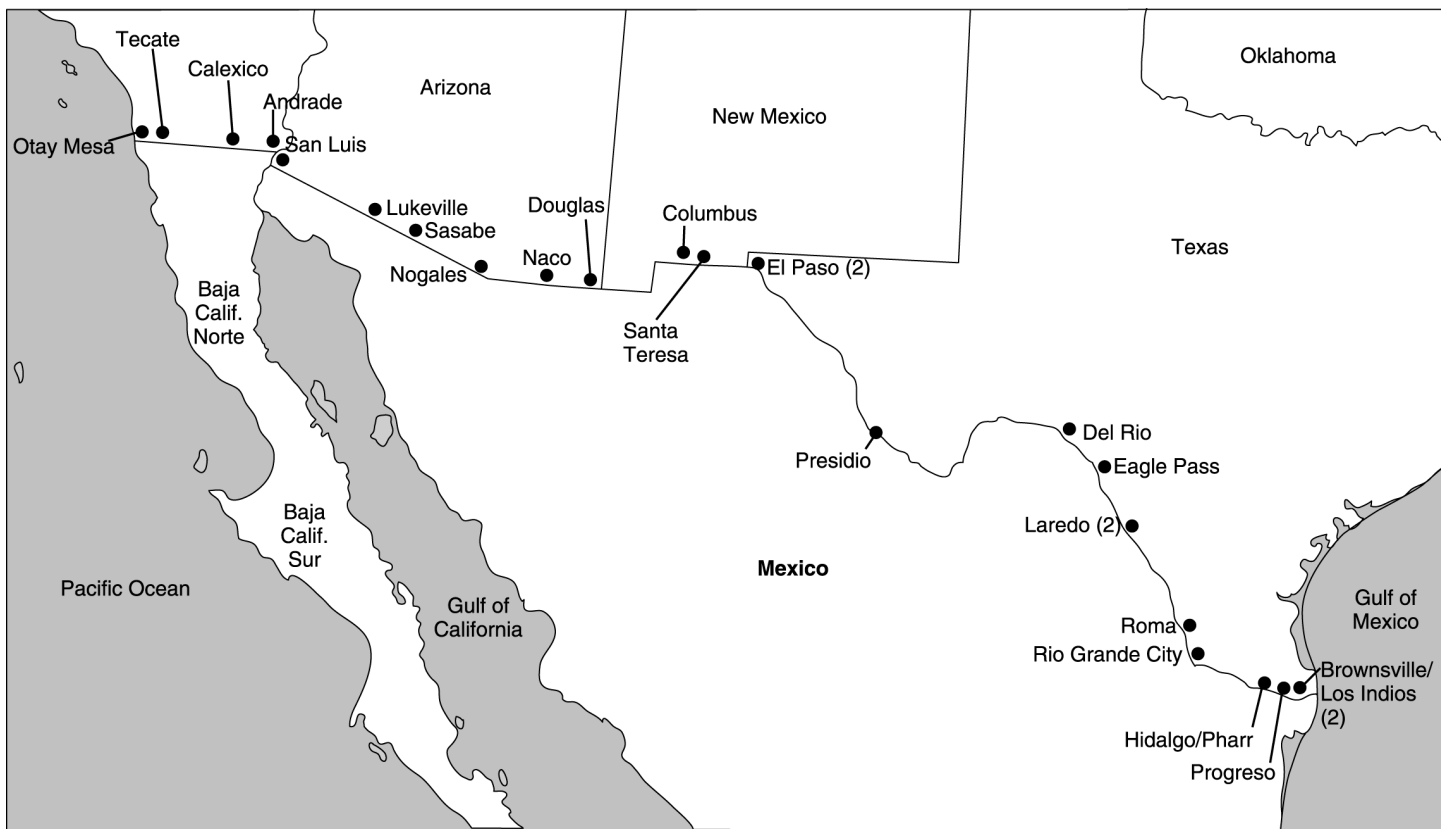 Tecate
Calexico
Andrade
Otay Mesa
San Luis
Arizona
New Mexico
Oklahoma
Lukeville
Sasabe
Nogales
Naco
Douglas
Columbus
Santa
Teresa
El Paso (2)
Texas
Baja
Calif.
Norte
Presidio
Del Rio
Eagle Pass
Laredo (2)
Baja
Calif.
Sur
Pacific Ocean
Gulf of
California
Mexico
Gulf of
Mexico
Roma
Rio Grande City
Brownsville/
Los Indios
(2)
Hidalgo/Pharr
Progreso